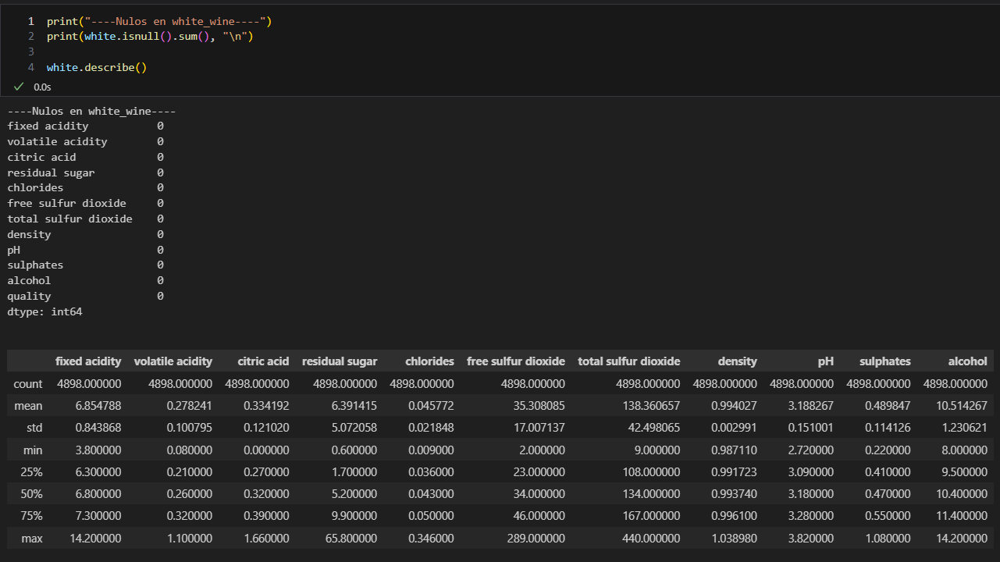 1 print("----Nulos en white_wine----")
2 print(white.isnull().sum(), "\n")
3
4 white.describe()
0.0s
----Nulos en white_wine----
fixed acidity 0
volatile acidity 0
citric acid 0
residual sugar 0
chlorides 0
free sulfur dioxide 0
total sulfur dioxide 0
density 0
pH 0
sulphates 0
alcohol 0
quality 0
dtype: int64
fixed acidity volatile acidity citric acid residual sugar chlorides free sulfur dioxide total sulfur dioxide density pH sulphates alcohol
count 4898.000000 4898.000000 4898.000000 4898.000000 4898.000000 4898.000000 4898.000000 4898.000000 4898.000000 4898.000000 4898.000000
mean 6.854788 0.278241 0.334192 6.391415 0.045772 35.308085 138.360657 0.994027 3.188267 0.489847 10.514267
std 0.843868 0.100795 0.121020 5.072058 0.021848 17.007137 42.498065 0.002991 0.151001 0.114126 1.230621
min 3.800000 0.080000 0.000000 0.600000 0.009000 2.000000 9.000000 0.987110 2.720000 0.220000 8.000000
25% 6.300000 0.210000 0.270000 1.700000 0.036000 23.000000 108.000000 0.991723 3.090000 0.410000 9.500000
50% 6.800000 0.260000 0.320000 5.200000 0.043000 34.000000 134.000000 0.993740 3.180000 0.470000 10.400000
75% 7.300000 0.320000 0.390000 9.900000 0.050000 46.000000 167.000000 0.996100 3.280000 0.550000 11.400000
max 14.200000 1.100000 1.660000 65.800000 0.346000 289.000000 440.000000 1.038980 3.820000 1.080000 14.200000